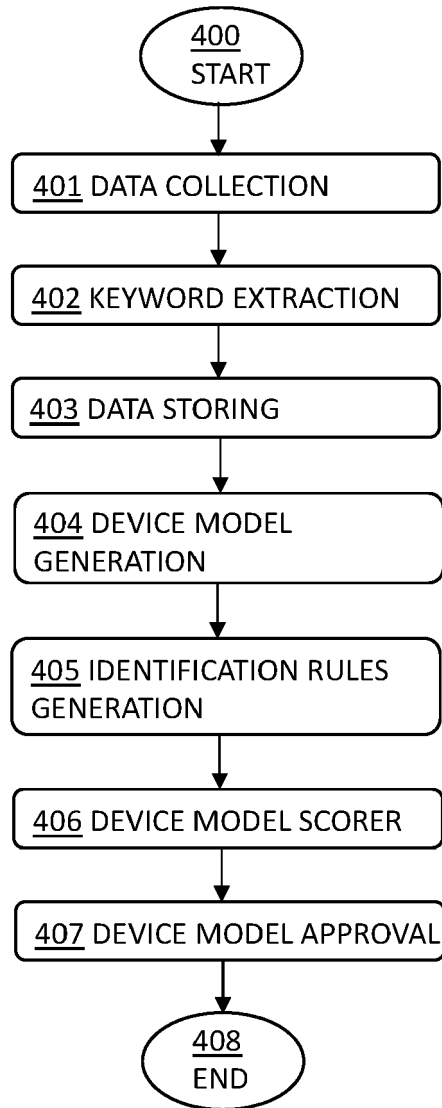 400
START
401 DATA COLLECTION
402 KEYWORD EXTRACTION
403 DATA STORING
404 DEVICE MODEL
GENERATION
405 IDENTIFICATION RULES
GENERATION
406 DEVICE MODEL SCORER
407 DEVICE MODEL APPROVAL
408
END